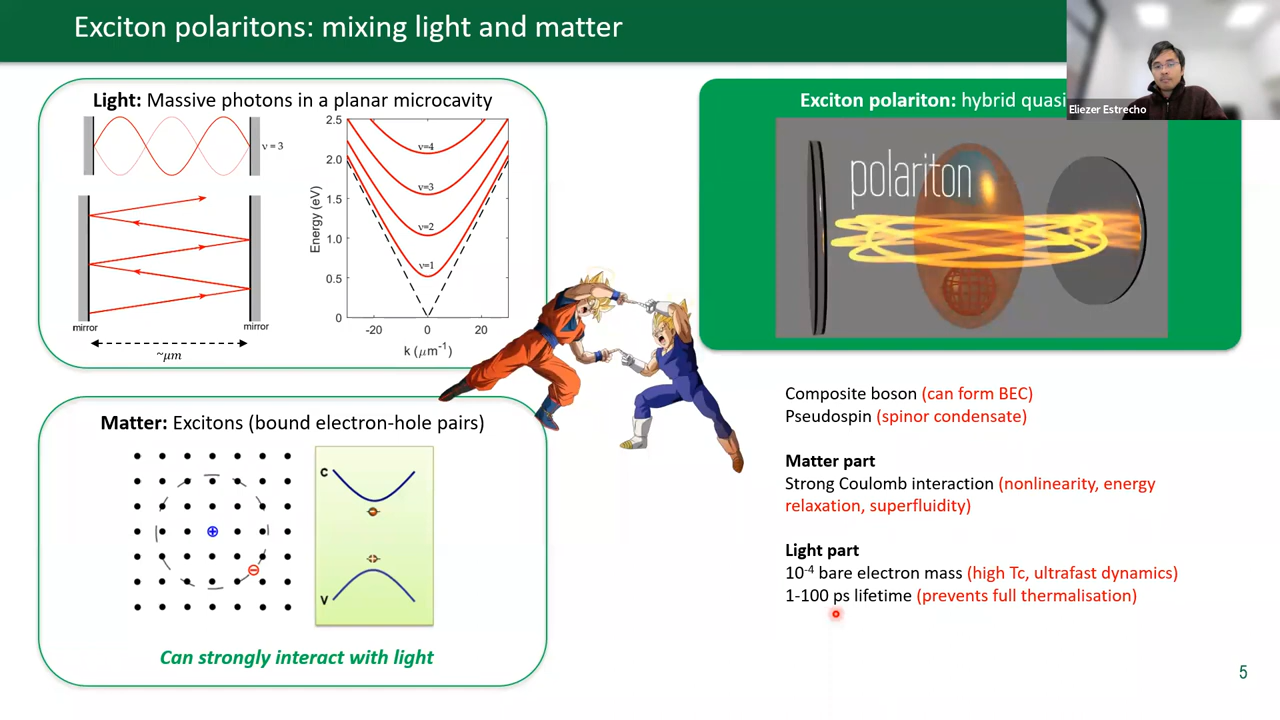 Exciton polaritons: mixing light and matter
Eliezer Estrecho
Light: Massive photons in a planar microcavity
ν = 3
mirror
mirror
~μm
2.5
2.0
1.5
1.0
0.5
0
Energy (eV)
ν=4
ν=3
ν=2
ν=1
-20
0
20
k (μm⁻¹)
Matter: Excitons (bound electron-hole pairs)
C
V
Can strongly interact with light
Exciton polariton: hybrid quasi
polariton
Composite boson (can form BEC)
Pseudospin (spinor condensate)
Matter part
Strong Coulomb interaction (nonlinearity, energy
relaxation, superfluidity)
Light part
10⁻⁴ bare electron mass (high Tc, ultrafast dynamics)
1-100 ps lifetime (prevents full thermalisation)
5